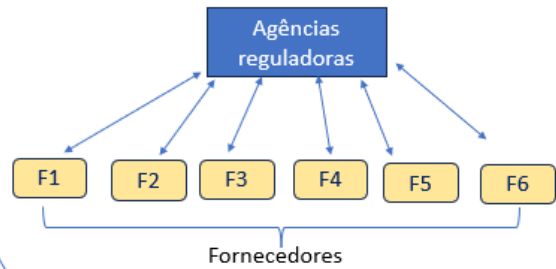 Agências
reguladoras
F1
F2
F3
F4
F5
F6
Fornecedores